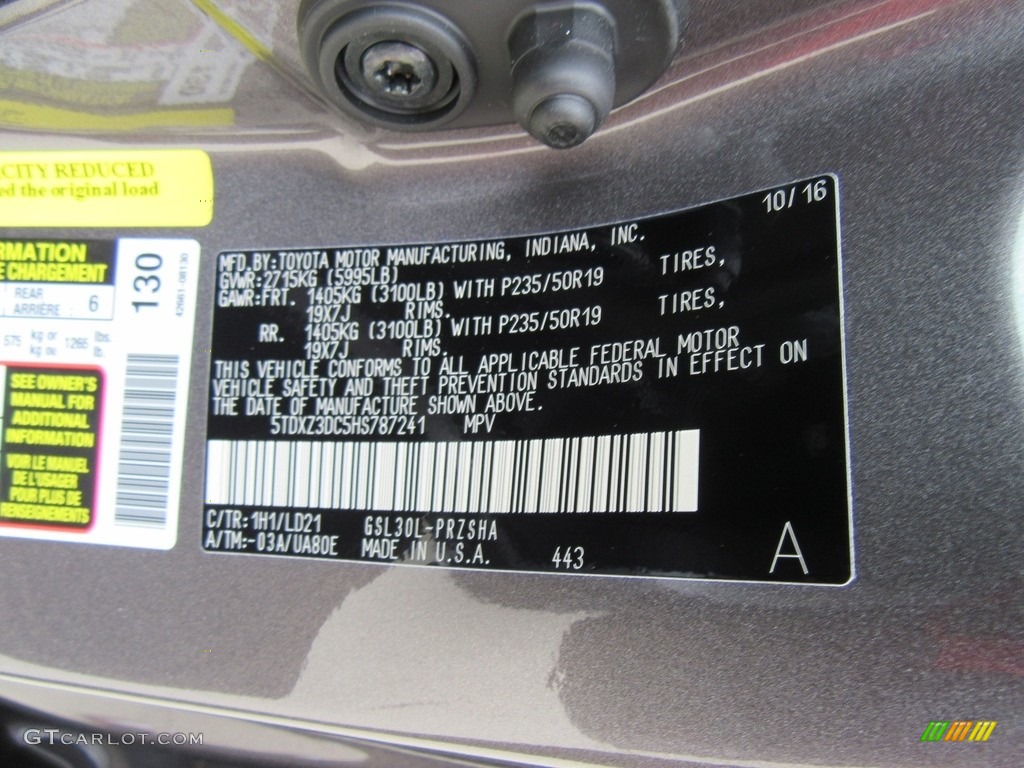 CITY REDUCED
ed the original load
RMATION
E CHARGEMENT
REAR
ARRIÈRE : 6
575 kg or 1265 lbs.
kg ou lb.
SEE OWNER'S
MANUAL FOR
ADDITIONAL
INFORMATION
VOIR LE MANUEL
DE L'USAGER
POUR PLUS DE
RENSEIGNEMENTS
130
42661-08130
10/16
MFD. BY: TOYOTA MOTOR MANUFACTURING, INDIANA, INC.
GVWR: 2715KG (5995LB)
GAWR: FRT. 1405KG (3100LB) WITH P235/50R19 TIRES,
19X7J RIMS.
RR. 1405KG (3100LB) WITH P235/50R19 TIRES,
19X7J RIMS.
THIS VEHICLE CONFORMS TO ALL APPLICABLE FEDERAL MOTOR
VEHICLE SAFETY AND THEFT PREVENTION STANDARDS IN EFFECT ON
THE DATE OF MANUFACTURE SHOWN ABOVE.
5TDXZ3DC5HS787241 MPV
C/TR: 1H1/LD21 GSL30L-PRZSHA
A/TM: -03A/UA80E MADE IN U.S.A. 443 A
GTCARLOT.COM